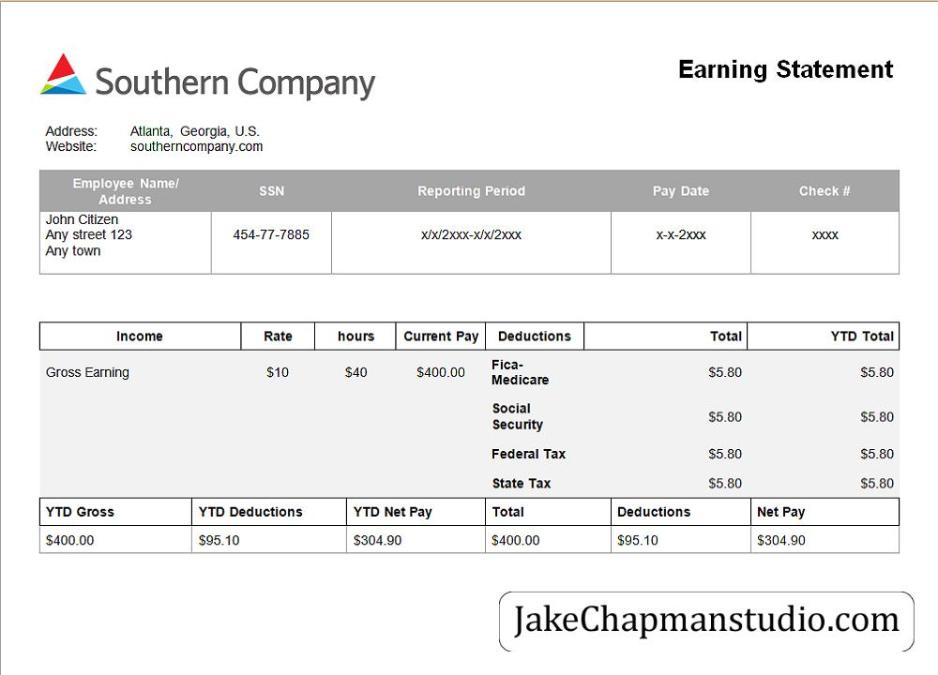 Southern Company
Earning Statement
Address: Atlanta, Georgia, U.S.
Website: southerncompany.com
Employee Name/ Address SSN Reporting Period Pay Date Check #
John Citizen
Any street 123 454-77-7885 x/x/2xxx-x/x/2xxx x-x-2xxx xxxx
Any town
Income Rate hours Current Pay Deductions Total YTD Total
Gross Earning $10 $40 $400.00 Fica-Medicare $5.80 $5.80
Social Security $5.80 $5.80
Federal Tax $5.80 $5.80
State Tax $5.80 $5.80
YTD Gross YTD Deductions YTD Net Pay Total Deductions Net Pay
$400.00 $95.10 $304.90 $400.00 $95.10 $304.90
JakeChapmanstudio.com